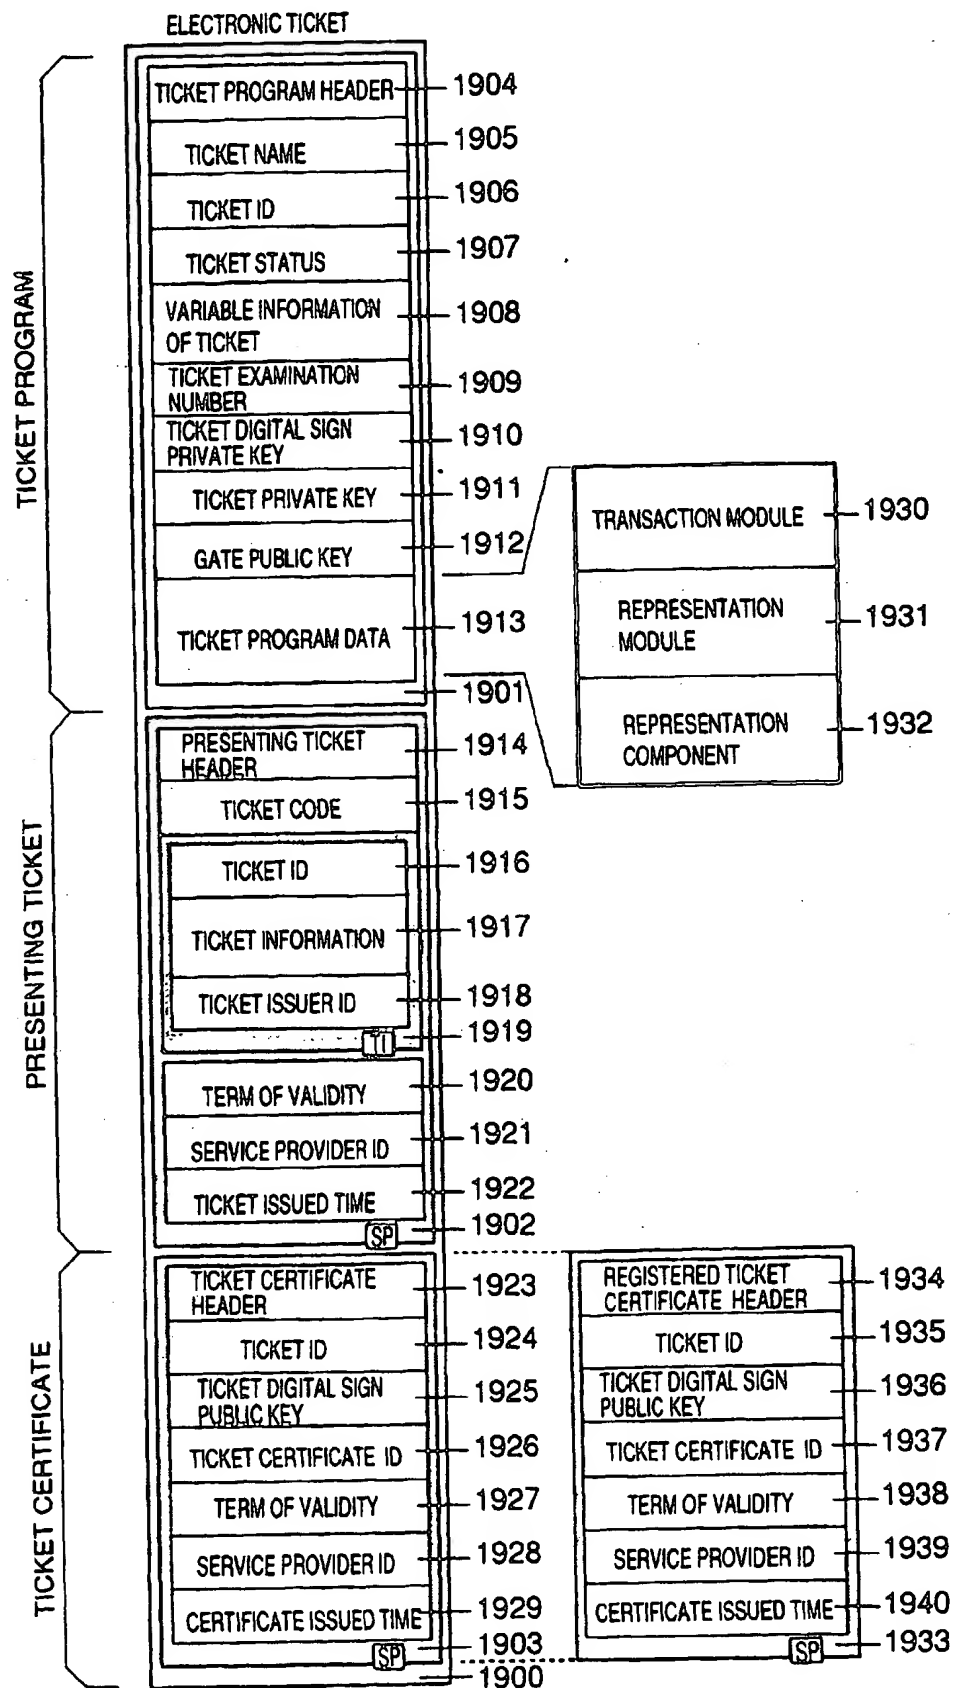 ELECTRONIC TICKET
TICKET PROGRAM
TICKET PROGRAM HEADER 1904
TICKET NAME 1905
TICKET ID 1906
TICKET STATUS 1907
VARIABLE INFORMATION
OF TICKET 1908
TICKET EXAMINATION
NUMBER 1909
TICKET DIGITAL SIGN
PRIVATE KEY 1910
TICKET PRIVATE KEY 1911
GATE PUBLIC KEY 1912
TICKET PROGRAM DATA 1913
1901
TRANSACTION MODULE 1930
REPRESENTATION
MODULE 1931
REPRESENTATION
COMPONENT 1932
PRESENTING TICKET
PRESENTING TICKET
HEADER 1914
TICKET CODE 1915
TICKET ID 1916
TICKET INFORMATION 1917
TICKET ISSUER ID 1918
TI 1919
TERM OF VALIDITY 1920
SERVICE PROVIDER ID 1921
TICKET ISSUED TIME 1922
SP 1902
TICKET CERTIFICATE
TICKET CERTIFICATE
HEADER 1923
TICKET ID 1924
TICKET DIGITAL SIGN
PUBLIC KEY 1925
TICKET CERTIFICATE ID 1926
TERM OF VALIDITY 1927
SERVICE PROVIDER ID 1928
CERTIFICATE ISSUED TIME 1929
SP 1903
1900
REGISTERED TICKET
CERTIFICATE HEADER 1934
TICKET ID 1935
TICKET DIGITAL SIGN
PUBLIC KEY 1936
TICKET CERTIFICATE ID 1937
TERM OF VALIDITY 1938
SERVICE PROVIDER ID 1939
CERTIFICATE ISSUED TIME 1940
SP 1933